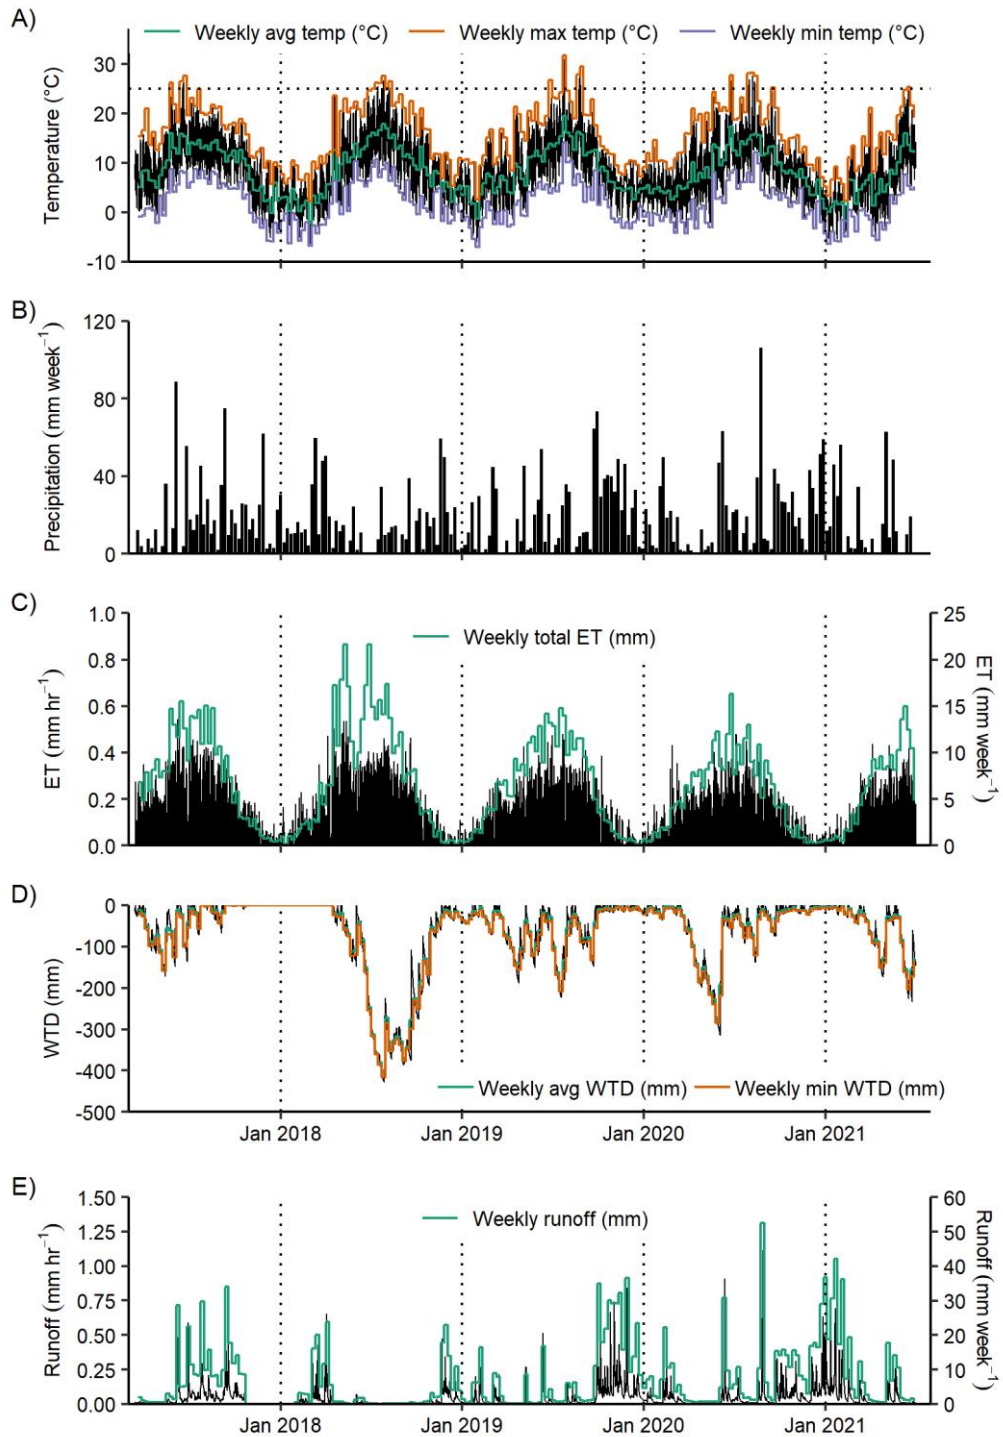 A)
Weekly avg temp (°C) Weekly max temp (°C) Weekly min temp (°C)
Temperature (°C)
30
20
10
0
-10
B)
Precipitation (mm week⁻¹)
120
80
40
0
C)
Weekly total ET (mm)
ET (mm hr⁻¹)
1.0
0.8
0.6
0.4
0.2
0.0
25
20
15
10
5
0
ET (mm week⁻¹)
D)
WTD (mm)
0
-100
-200
-300
-400
-500
Weekly avg WTD (mm) Weekly min WTD (mm)
Jan 2018 Jan 2019 Jan 2020 Jan 2021
E)
Weekly runoff (mm)
Runoff (mm hr⁻¹)
1.50
1.25
1.00
0.75
0.50
0.25
0.00
60
50
40
30
20
10
0
Runoff (mm week⁻¹)
Jan 2018 Jan 2019 Jan 2020 Jan 2021